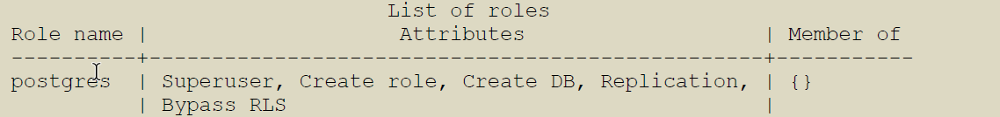 List of roles
Role name | Attributes | Member of
----------+--------------------------------------------+-----------
postgres | Superuser, Create role, Create DB, Replication, | {}
| Bypass RLS |